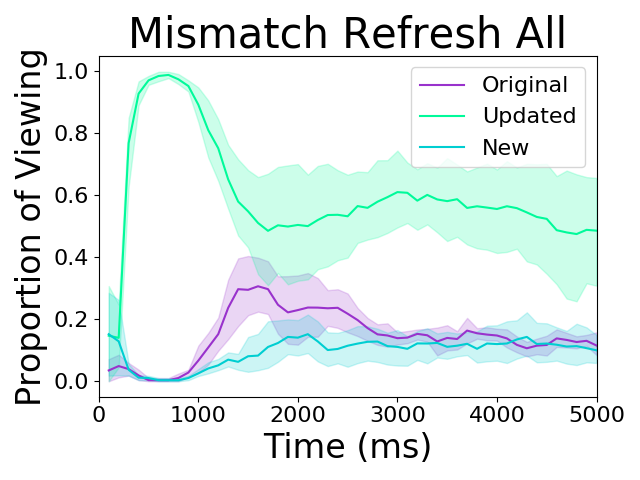 Mismatch Refresh All
Proportion of Viewing
1.0
0.8
0.6
0.4
0.2
0.0
Original
Updated
New
0
1000
2000
3000
4000
5000
Time (ms)